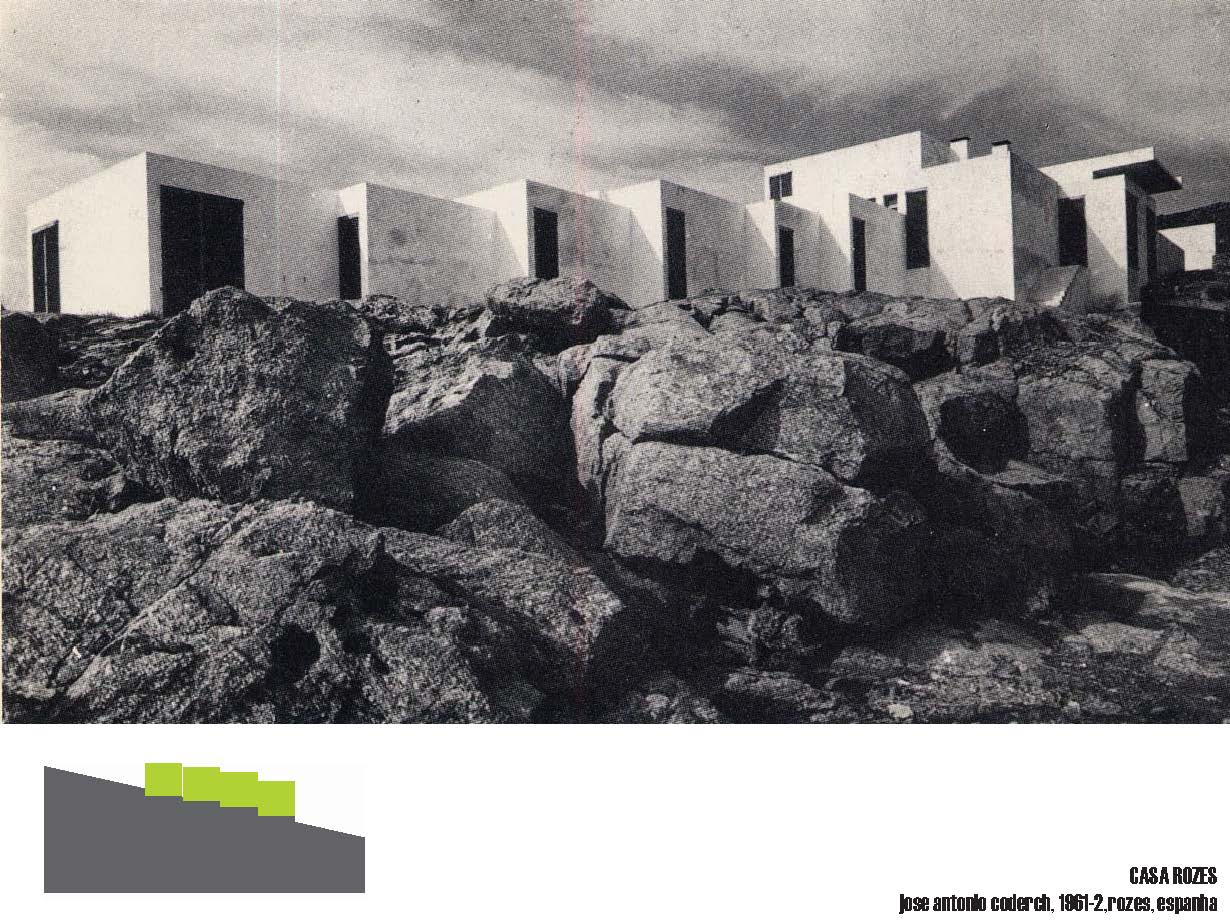 CASA ROZES
jose antonio coderch, 1961-2,rozes, espanha